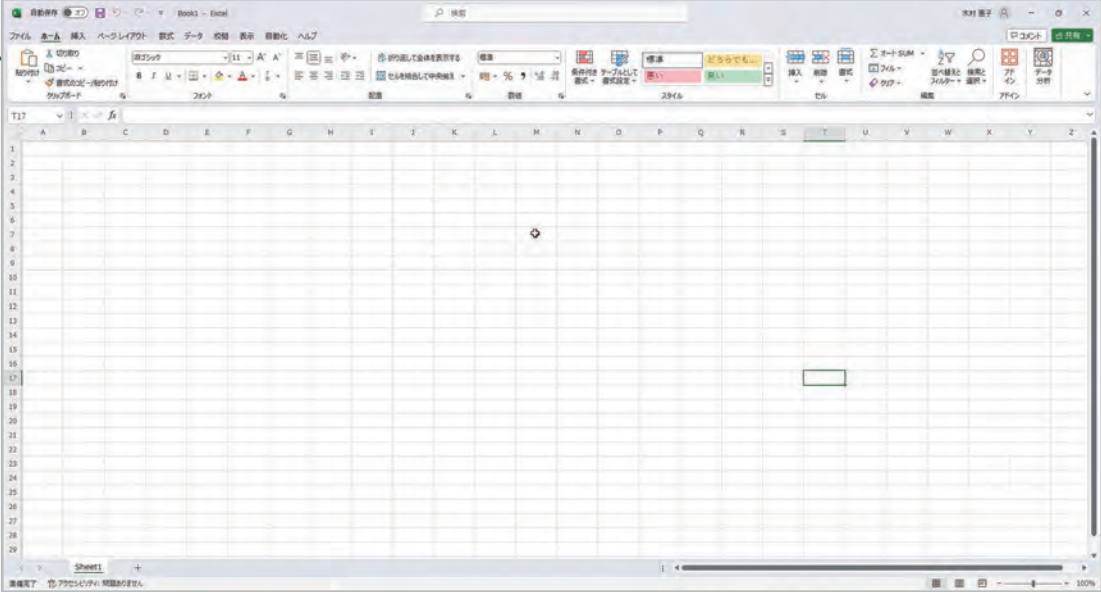 自動保存 オフ Book1 - Excel 検索 木村 恵子
ファイル ホーム 挿入 ページ レイアウト 数式 データ 校閲 表示 自動化 ヘルプ コメント 共有
貼り付け 切り取り コピー 書式のコピー/貼り付け クリップボード
游ゴシック 11 A A B I U A フォント
折り返して全体を表示する セルを結合して中央揃え 配置
標準 % 数値
条件付き書式 テーブルとして書式設定 標準 どちらでも... 悪い 良い スタイル
挿入 削除 書式 セル
Σ オート SUM フィル クリア 並べ替えとフィルター 検索と選択 編集
アドイン アドイン
データ分析
T17 fx
A B C D E F G H I J K L M N O P Q R S T U V W X Y Z
1
2
3
4
5
6
7
8
9
10
11
12
13
14
15
16
17
18
19
20
21
22
23
24
25
26
27
28
29
Sheet1 +
準備完了 アクセシビリティ: 問題ありません 100%